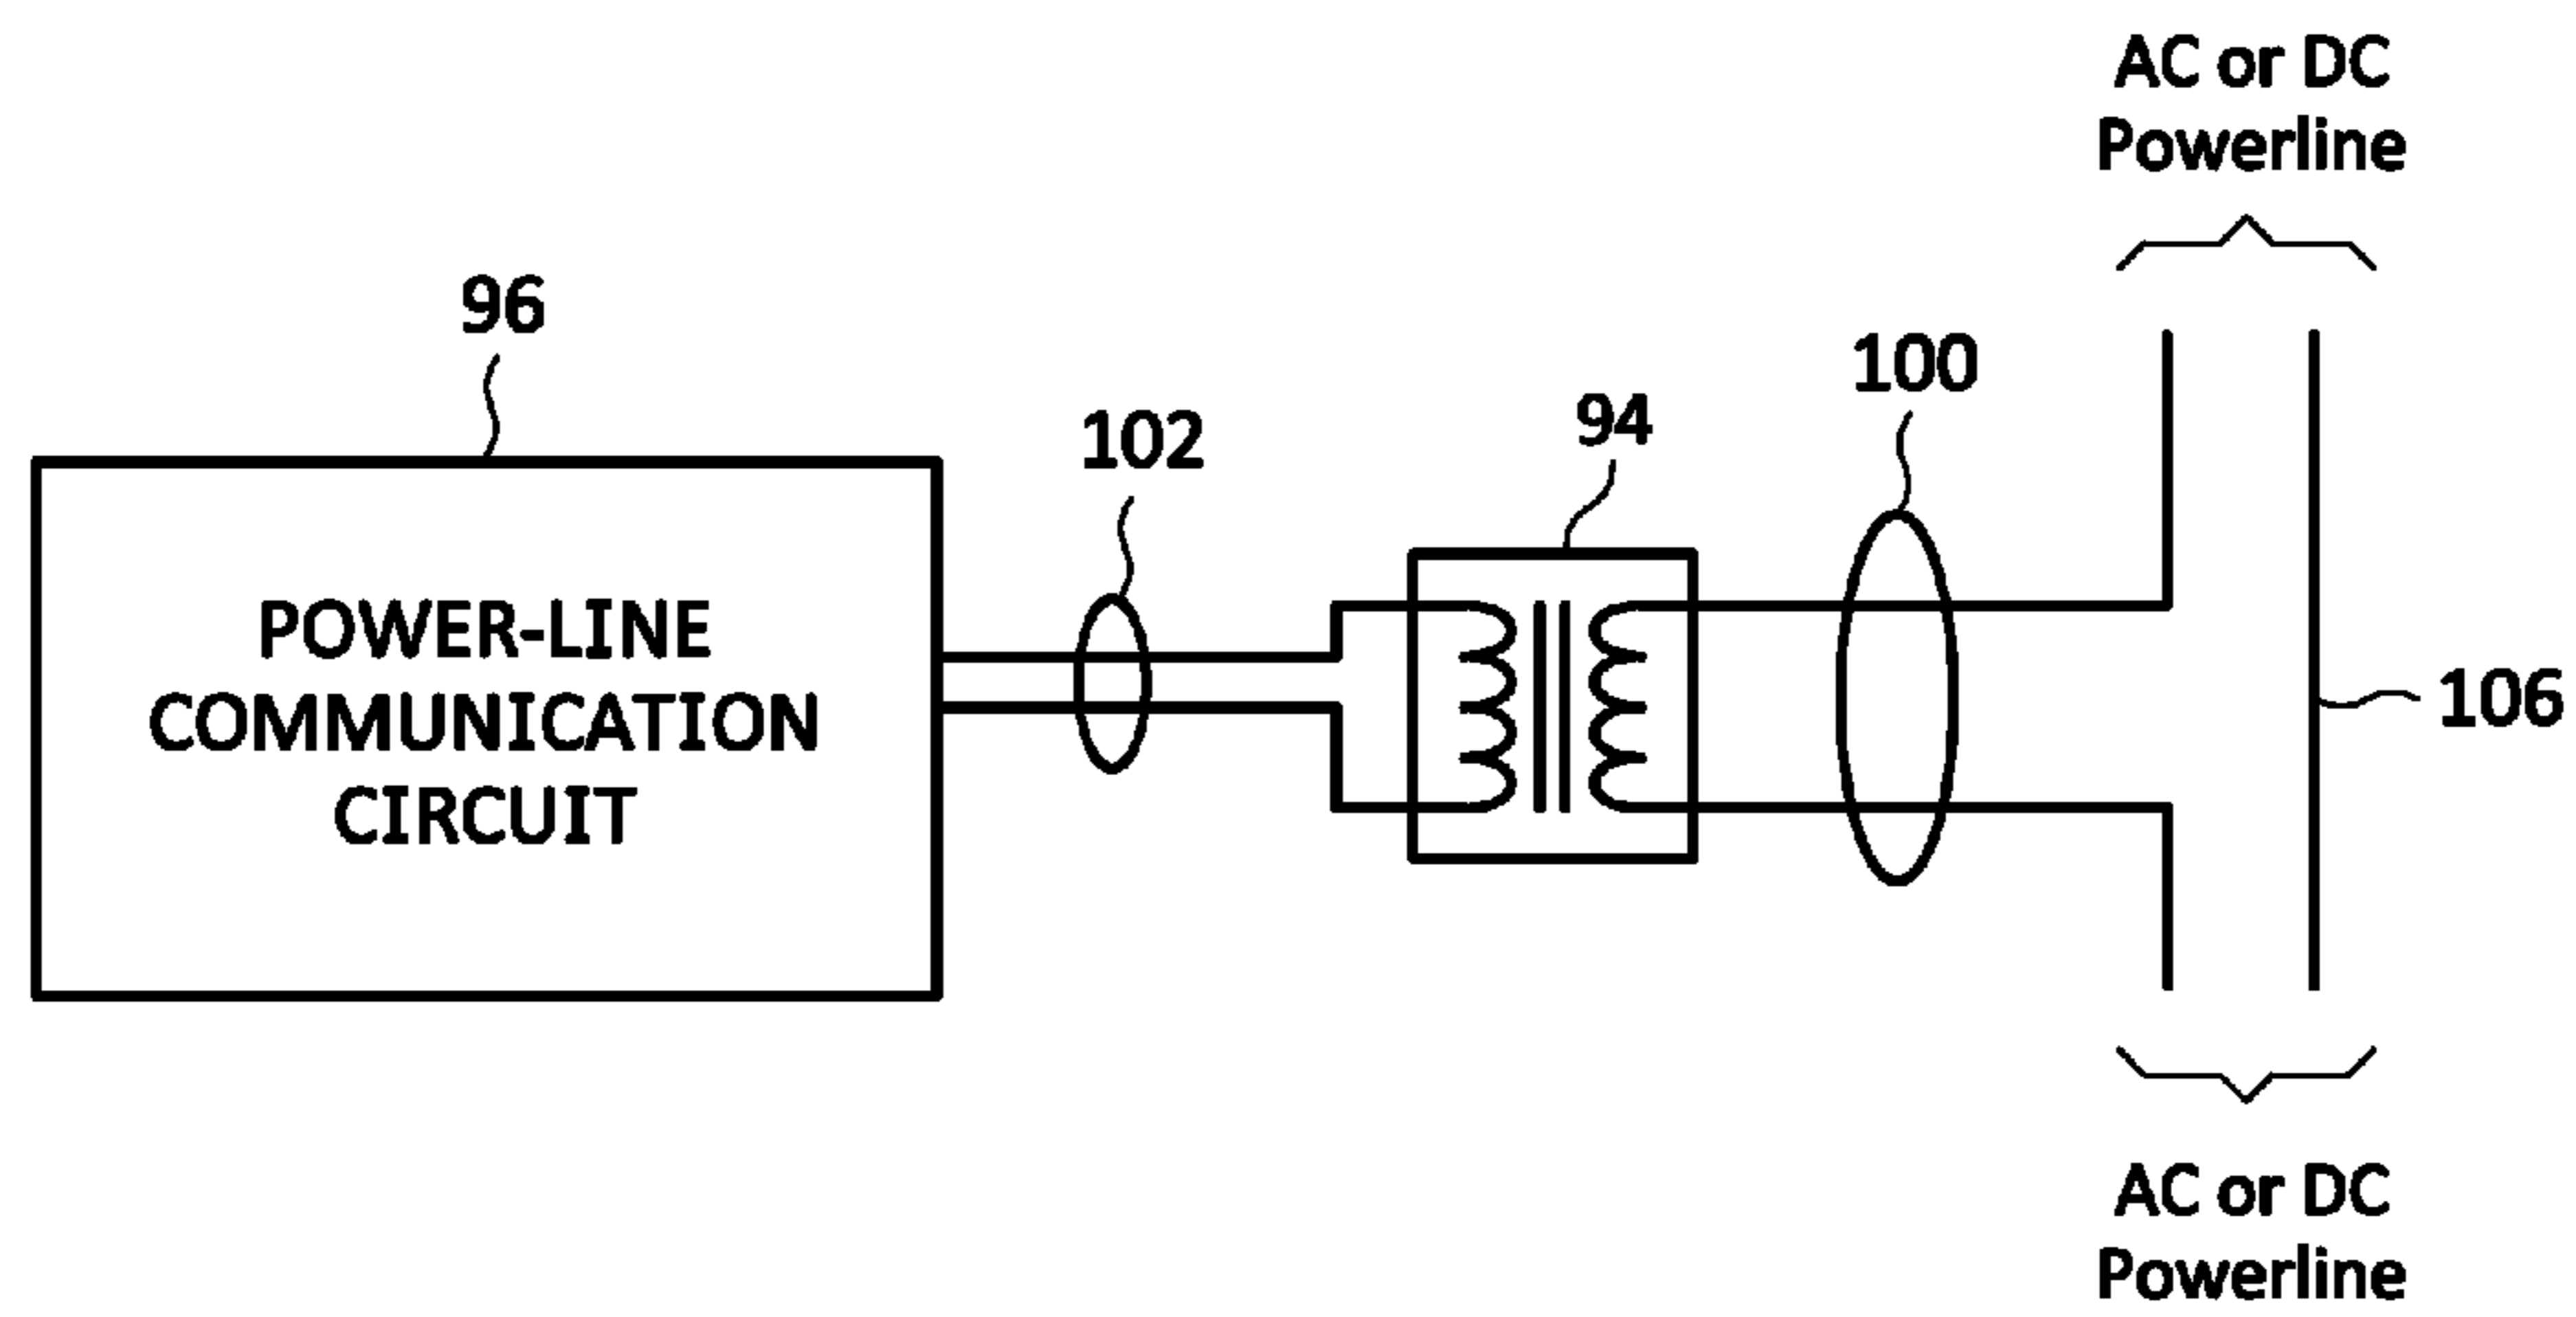 AC or DC
Powerline
96
100
94
102
POWER-LINE
COMMUNICATION
CIRCUIT
106
AC or DC
Powerline